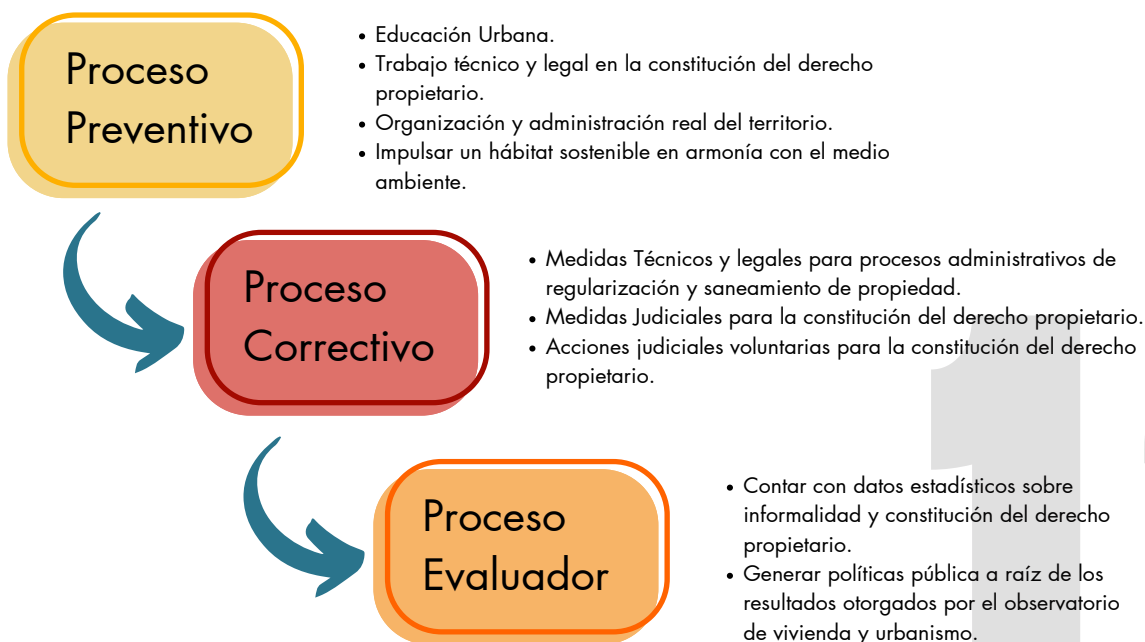 Proceso
Preventivo
• Educación Urbana.
• Trabajo técnico y legal en la constitución del derecho
propietario.
• Organización y administración real del territorio.
• Impulsar un hábitat sostenible en armonía con el medio
ambiente.
Proceso
Correctivo
• Medidas Técnicos y legales para procesos administrativos de
regularización y saneamiento de propiedad.
• Medidas Judiciales para la constitución del derecho propietario.
• Acciones judiciales voluntarias para la constitución del derecho
propietario.
1
Proceso
Evaluador
• Contar con datos estadísticos sobre
informalidad y constitución del derecho
propietario.
• Generar políticas pública a raíz de los
resultados otorgados por el observatorio
de vivienda y urbanismo.